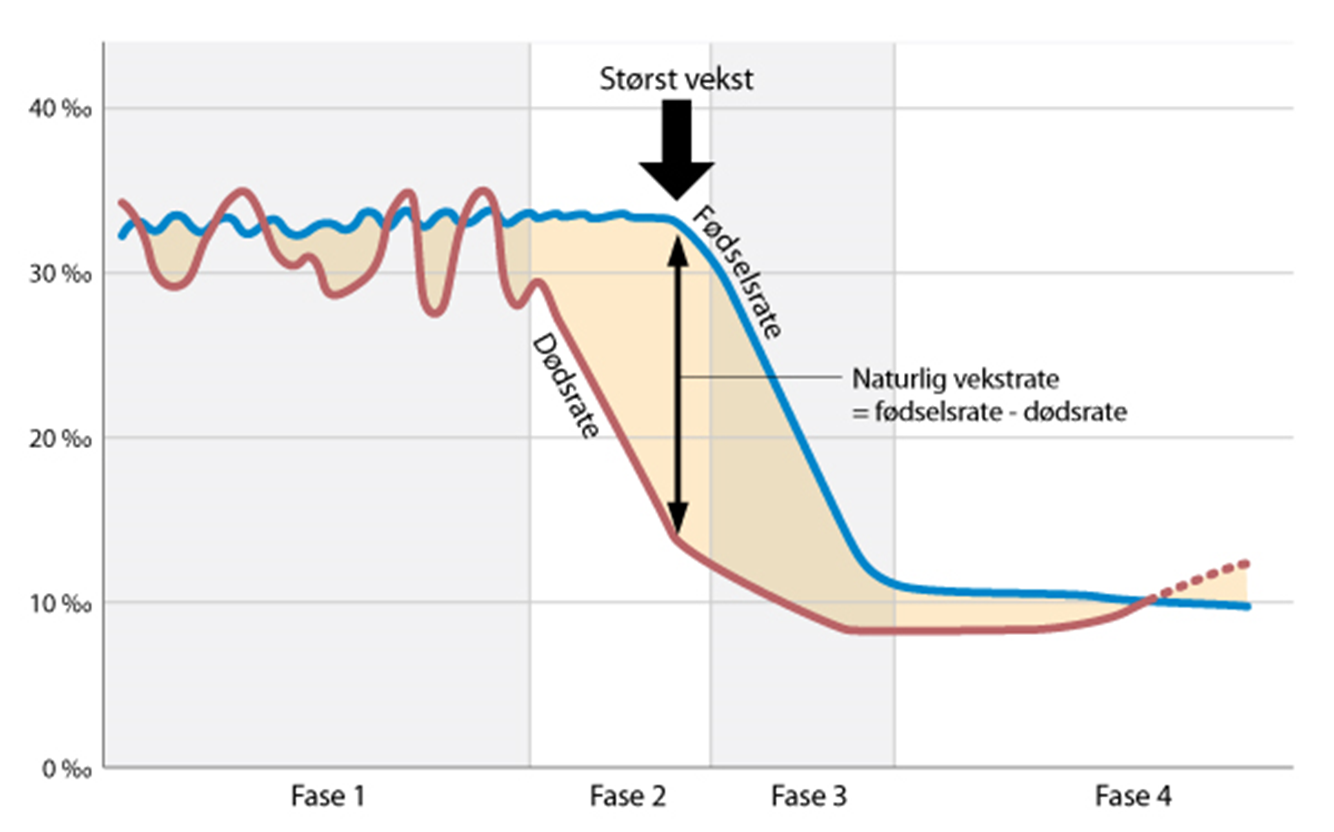 Størst vekst
40 ‰
Fødselsrate
30 ‰
Dødsrate
Naturlig vekstrate
= fødselsrate - dødsrate
20 ‰
10 ‰
0 ‰
Fase 1
Fase 2
Fase 3
Fase 4